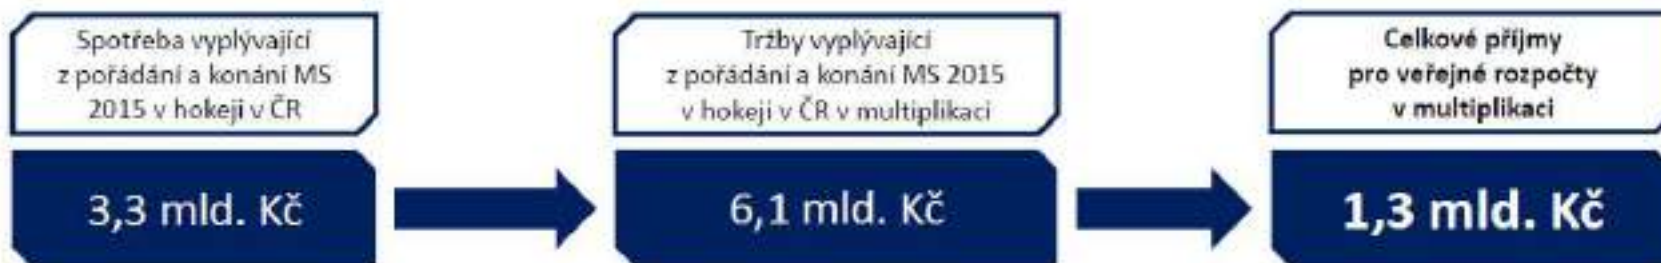 Spotřeba vyplývající
z pořádání a konání MS
2015 v hokeji v ČR
3,3 mld. Kč
Tržby vyplývající
z pořádání a konání MS 2015
v hokeji v ČR v multiplikaci
6,1 mld. Kč
Celkové příjmy
pro veřejné rozpočty
v multiplikaci
1,3 mld. Kč